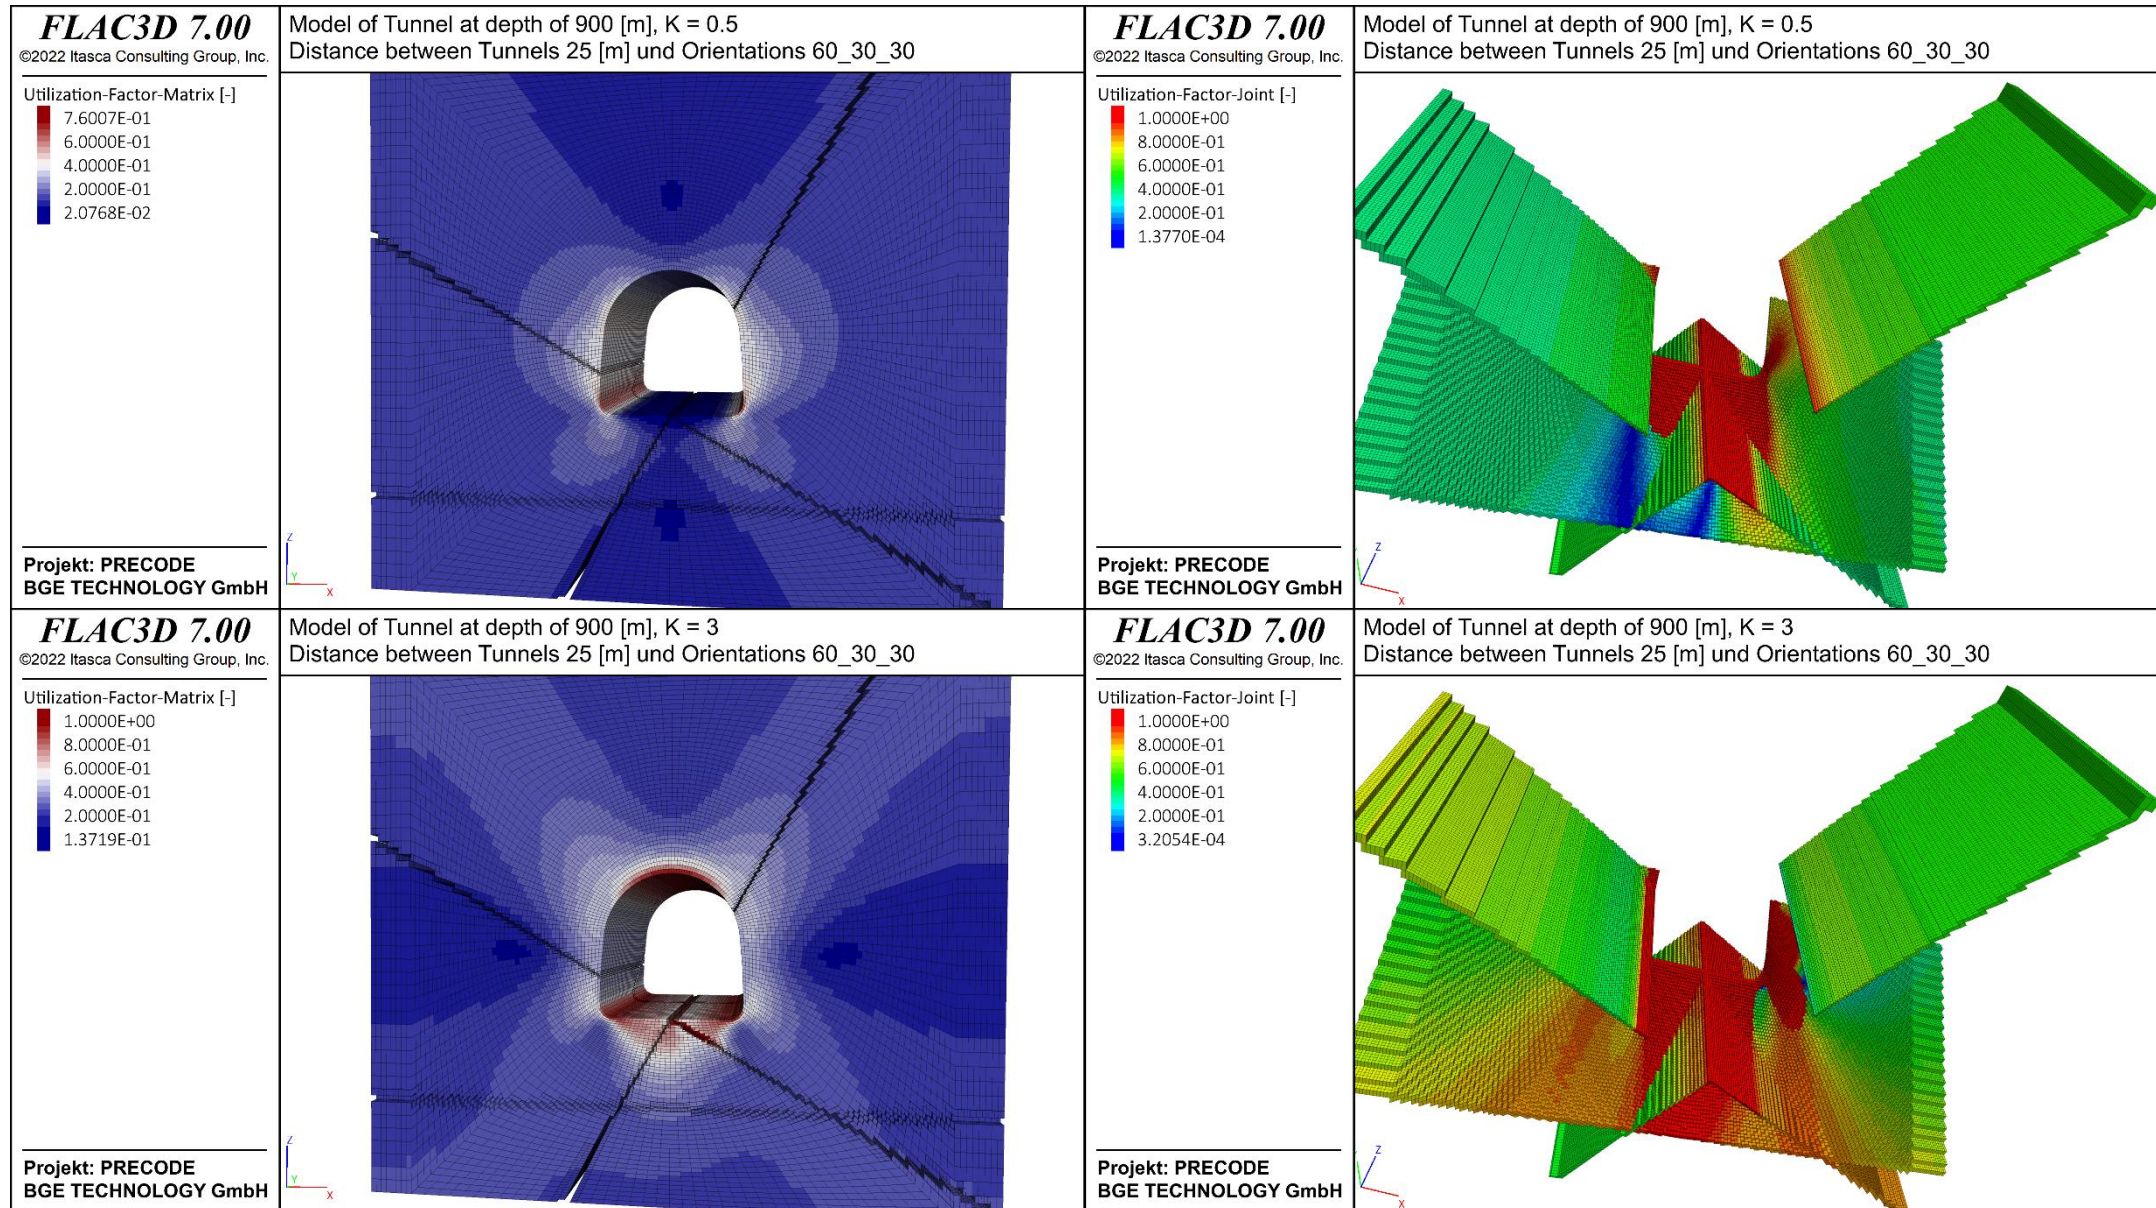 FLAC3D 7.00
©2022 Itasca Consulting Group, Inc.
Utilization-Factor-Matrix [-]
7.6007E-01
6.0000E-01
4.0000E-01
2.0000E-01
2.0768E-02
Projekt: PRECODE
BGE TECHNOLOGY GmbH
Model of Tunnel at depth of 900 [m], K = 0.5
Distance between Tunnels 25 [m] und Orientations 60_30_30
Z
Y
X
FLAC3D 7.00
©2022 Itasca Consulting Group, Inc.
Utilization-Factor-Joint [-]
1.0000E+00
8.0000E-01
6.0000E-01
4.0000E-01
2.0000E-01
1.3770E-04
Projekt: PRECODE
BGE TECHNOLOGY GmbH
Model of Tunnel at depth of 900 [m], K = 0.5
Distance between Tunnels 25 [m] und Orientations 60_30_30
Z
X
FLAC3D 7.00
©2022 Itasca Consulting Group, Inc.
Utilization-Factor-Matrix [-]
1.0000E+00
8.0000E-01
6.0000E-01
4.0000E-01
2.0000E-01
1.3719E-01
Projekt: PRECODE
BGE TECHNOLOGY GmbH
Model of Tunnel at depth of 900 [m], K = 3
Distance between Tunnels 25 [m] und Orientations 60_30_30
Z
Y
X
FLAC3D 7.00
©2022 Itasca Consulting Group, Inc.
Utilization-Factor-Joint [-]
1.0000E+00
8.0000E-01
6.0000E-01
4.0000E-01
2.0000E-01
3.2054E-04
Projekt: PRECODE
BGE TECHNOLOGY GmbH
Model of Tunnel at depth of 900 [m], K = 3
Distance between Tunnels 25 [m] und Orientations 60_30_30
Z
X